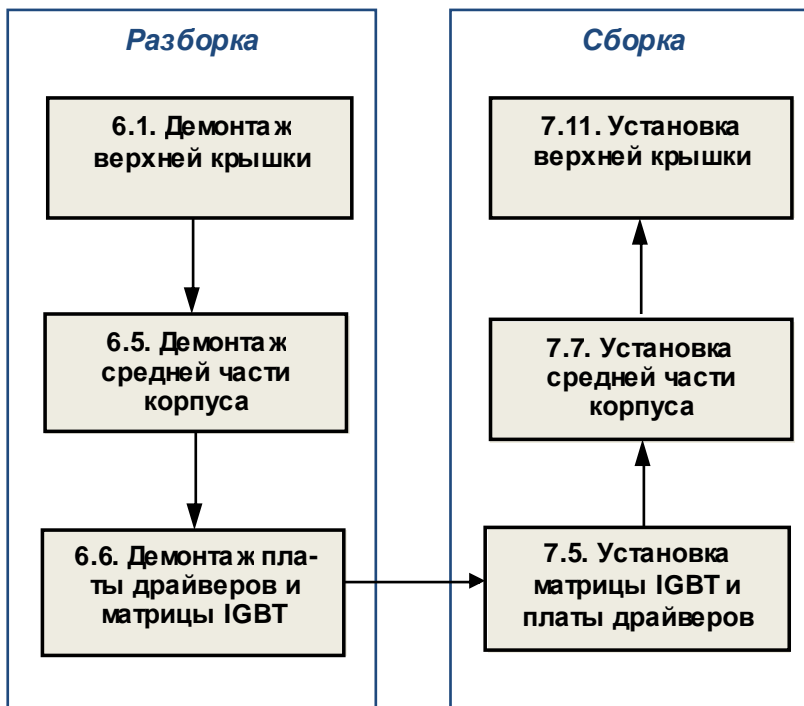 Разборка
6.1. Демонтаж
верхней крышки
6.5. Демонтаж
средней части
корпуса
6.6. Демонтаж пла-
ты драйверов и
матрицы IGBT
Сборка
7.11. Установка
верхней крышки
7.7. Установка
средней части
корпуса
7.5. Установка
матрицы IGBT и
платы драйверов